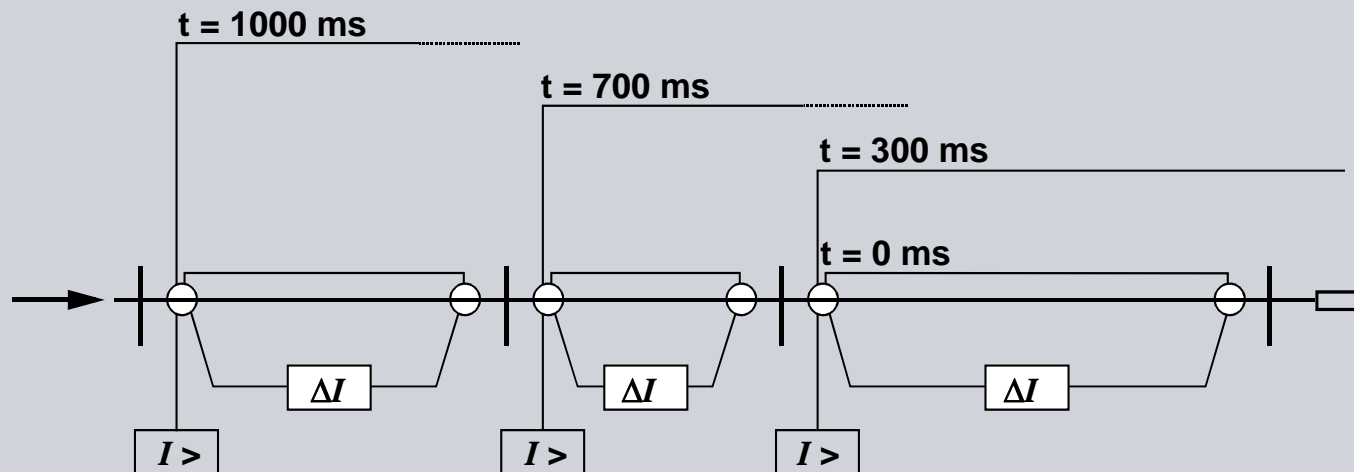 t = 1000 ms
t = 700 ms
t = 300 ms
t = 0 ms
ΔI
ΔI
ΔI
I >
I >
I >